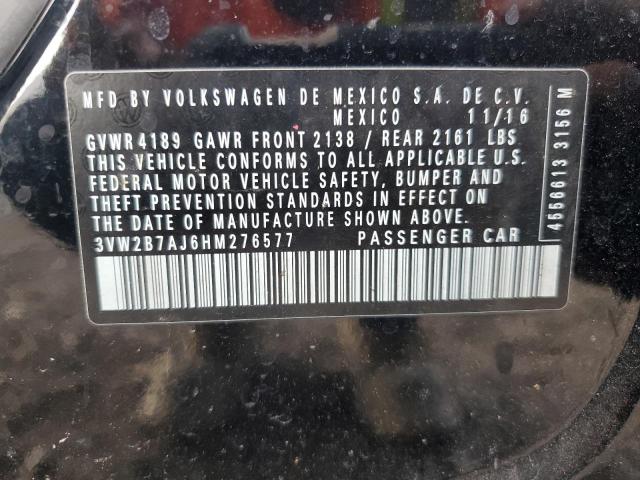 MFD BY VOLKSWAGEN DE MEXICO S.A. DE C.V.
MEXICO 11/16
GVWR 4189 GAWR FRONT 2138 / REAR 2161 LBS
THIS VEHICLE CONFORMS TO ALL APPLICABLE U.S.
FEDERAL MOTOR VEHICLE SAFETY, BUMPER AND
THEFT PREVENTION STANDARDS IN EFFECT ON
THE DATE OF MANUFACTURE SHOWN ABOVE.
3VW2B7AJ6HM276577 PASSENGER CAR
4566613 3156 M